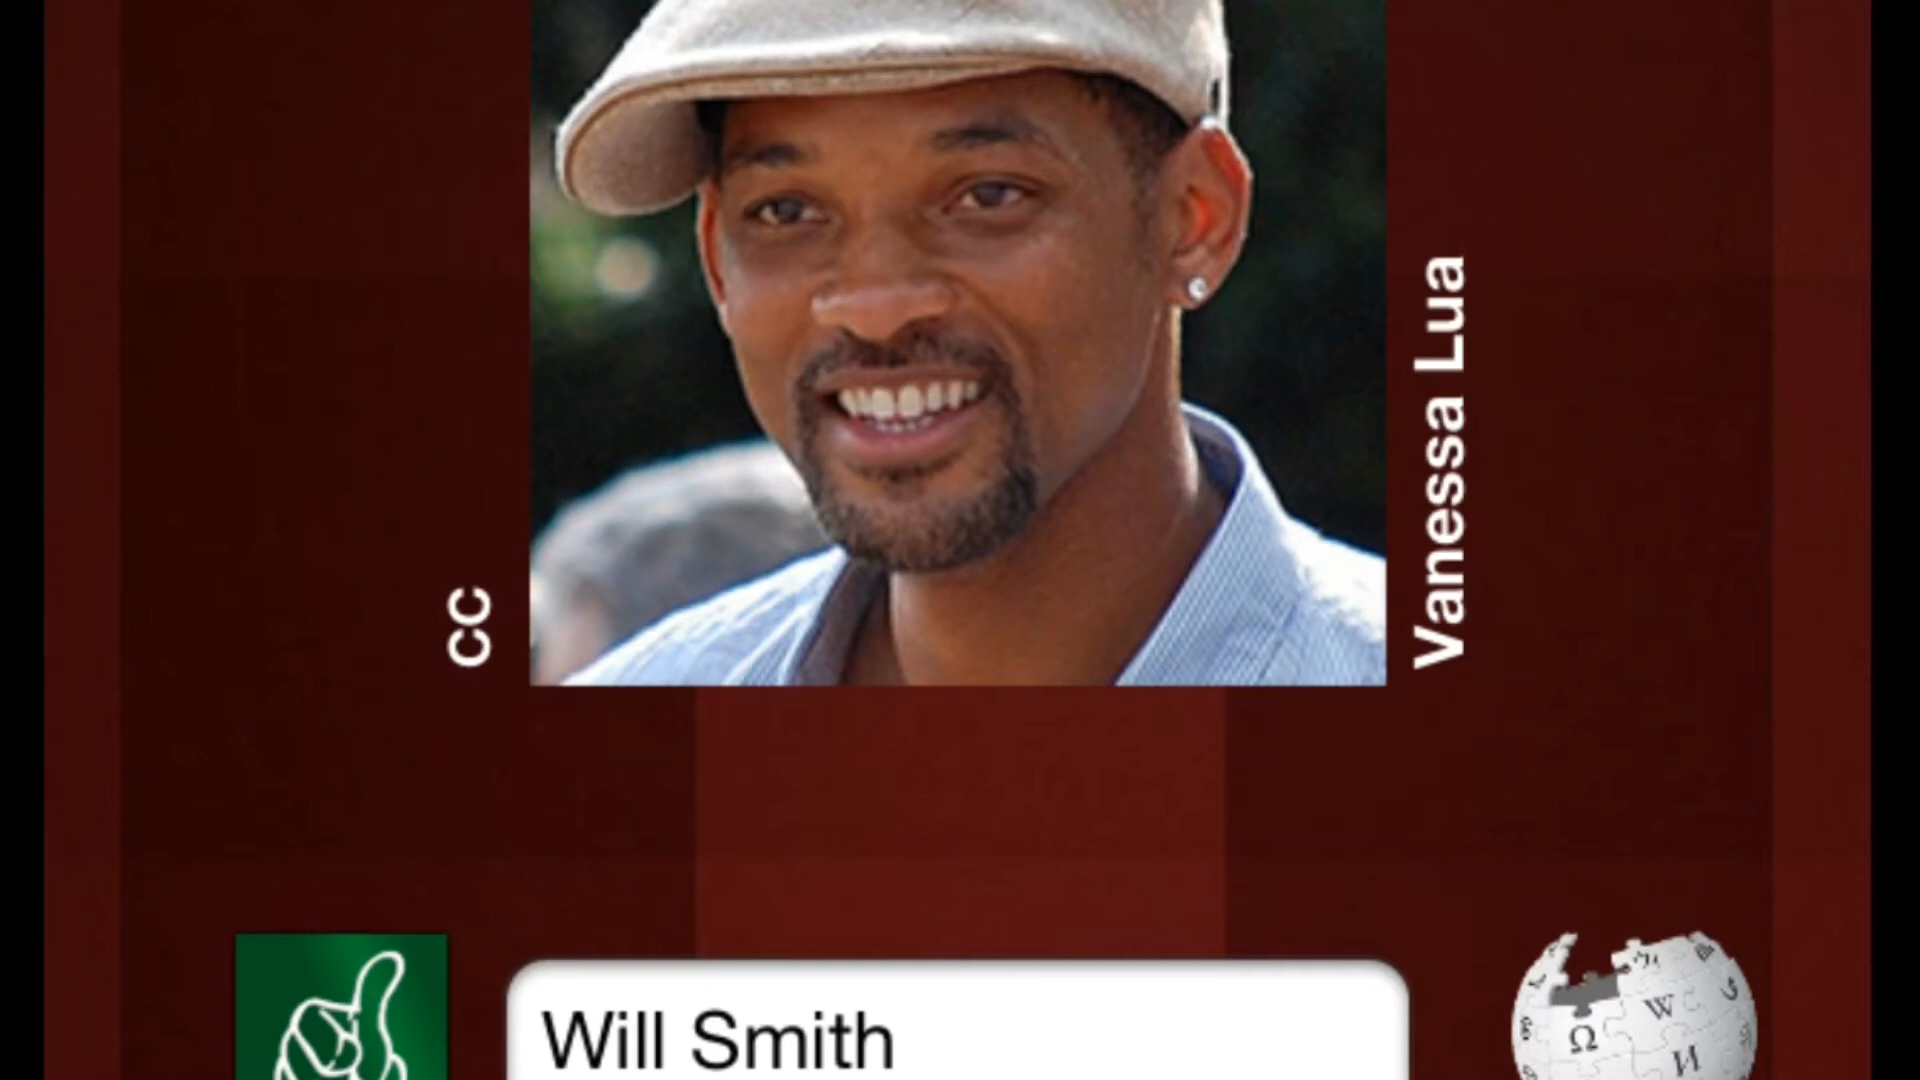 cc
Vanessa Lua
Will Smith
Ω
W
И